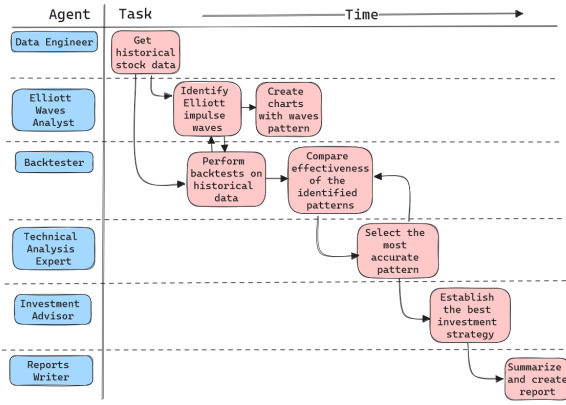 Agent
Task
Time
Data Engineer
Get
historical
stock data
Elliott
Waves
Analyst
Identify
Elliott
impulse
waves
Create
charts
with waves
pattern
Backtester
Perform
backtests on
historical
data
Compare
effectiveness
of the
identified
patterns
Technical
Analysis
Expert
Select the
most
accurate
pattern
Investment
Advisor
Establish
the best
investment
strategy
Reports
Writer
Summarize
and create
report